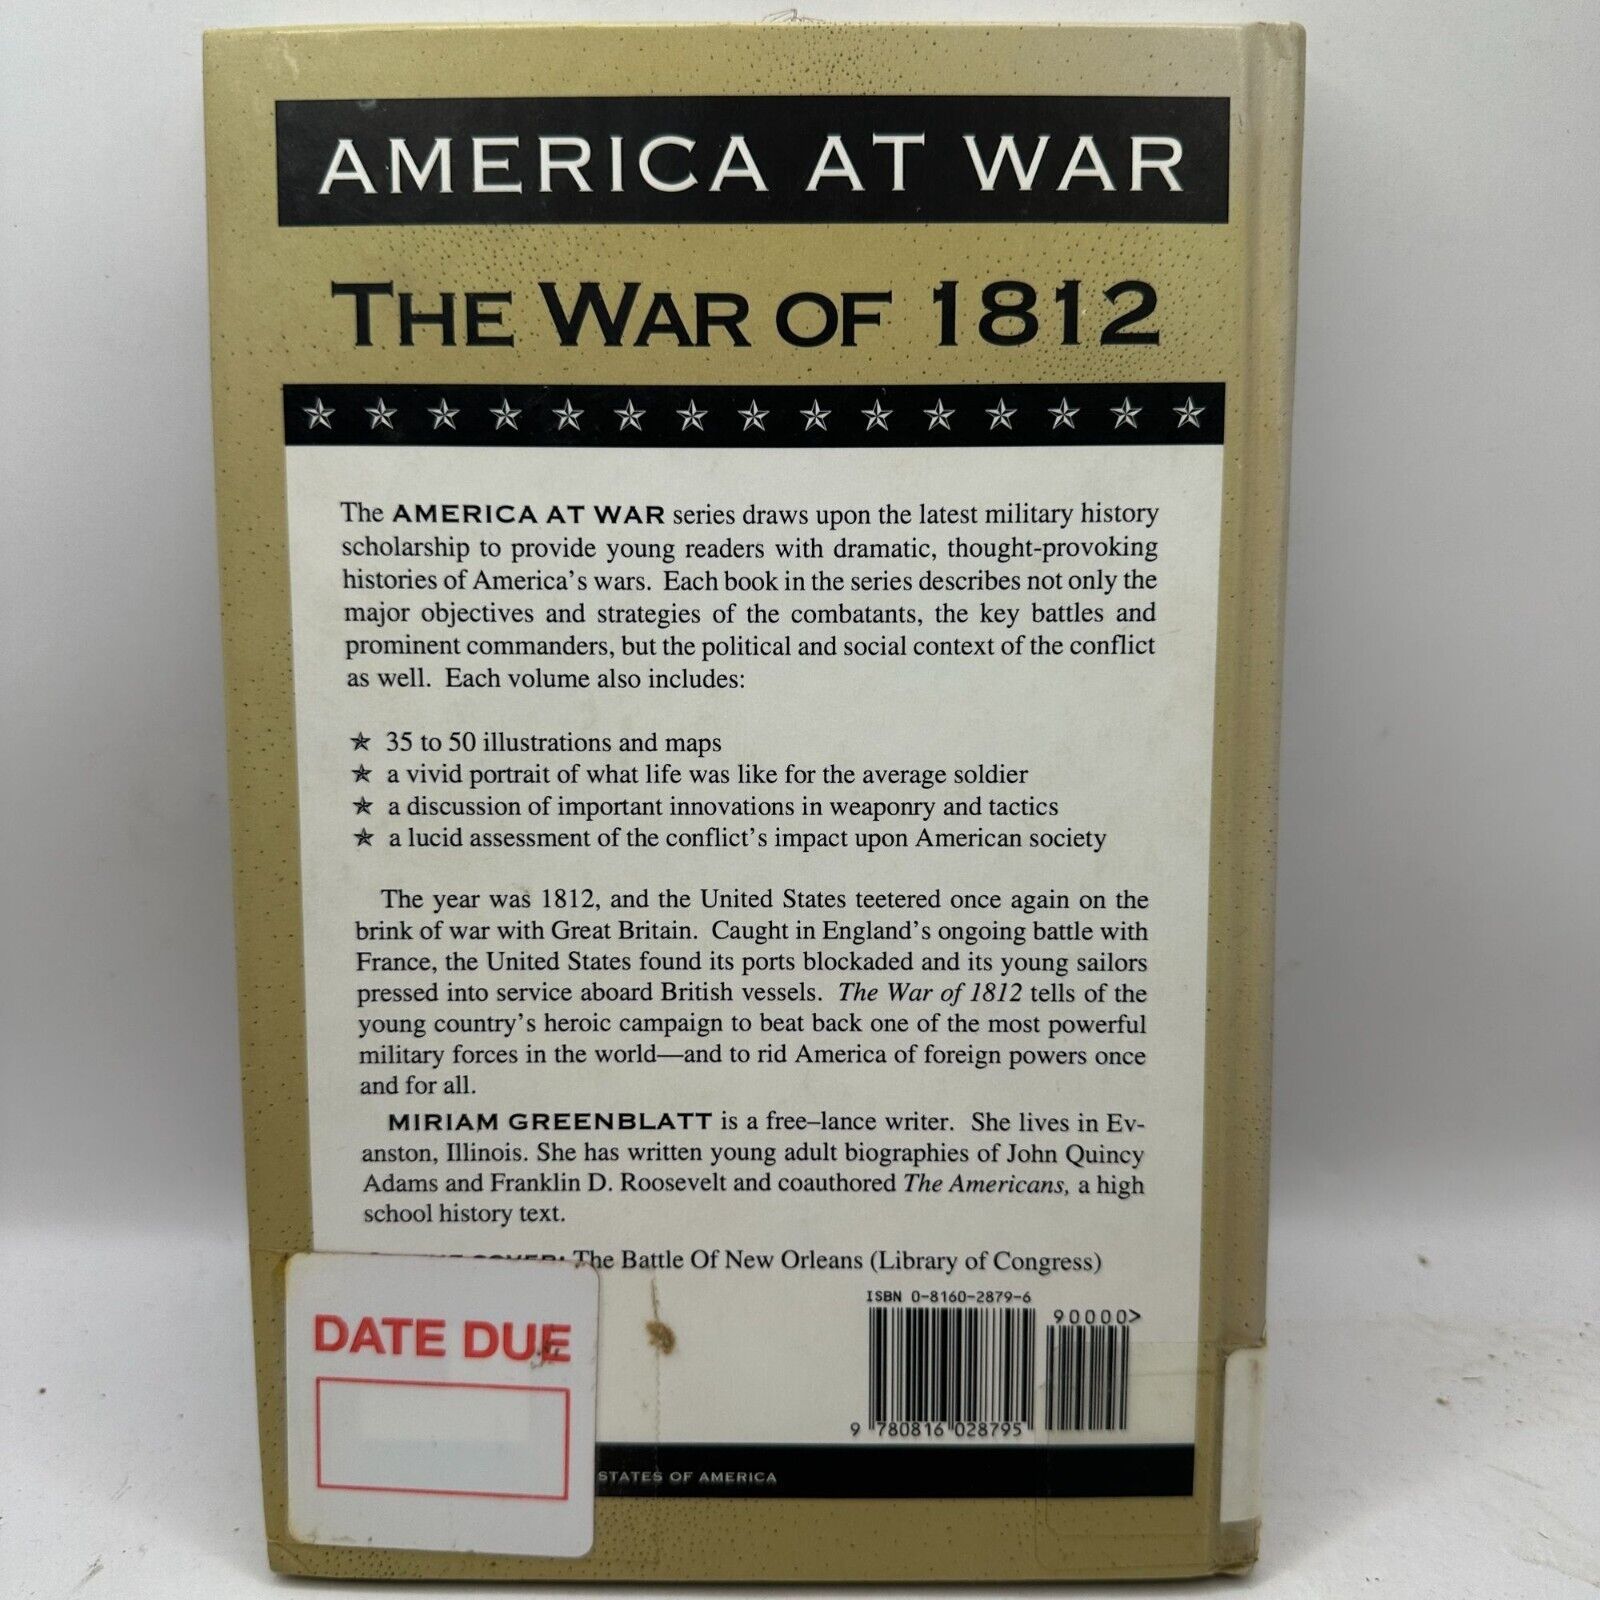 AMERICA AT WAR
THE WAR OF 1812
The AMERICA AT WAR series draws upon the latest military history
scholarship to provide young readers with dramatic, thought-provoking
histories of America's wars. Each book in the series describes not only the
major objectives and strategies of the combatants, the key battles and
prominent commanders, but the political and social context of the conflict
as well. Each volume also includes:
★ 35 to 50 illustrations and maps
★ a vivid portrait of what life was like for the average soldier
★ a discussion of important innovations in weaponry and tactics
★ a lucid assessment of the conflict's impact upon American society
The year was 1812, and the United States teetered once again on the
brink of war with Great Britain. Caught in England's ongoing battle with
France, the United States found its ports blockaded and its young sailors
pressed into service aboard British vessels. The War of 1812 tells of the
young country's heroic campaign to beat back one of the most powerful
military forces in the world—and to rid America of foreign powers once
and for all.
MIRIAM GREENBLATT is a free–lance writer. She lives in Ev-
anston, Illinois. She has written young adult biographies of John Quincy
Adams and Franklin D. Roosevelt and coauthored The Americans, a high
school history text.
COVER: The Battle Of New Orleans (Library of Congress)
ISBN 0-8160-2879-6
90000>
9 780816 028795
DATE DUE
STATES OF AMERICA